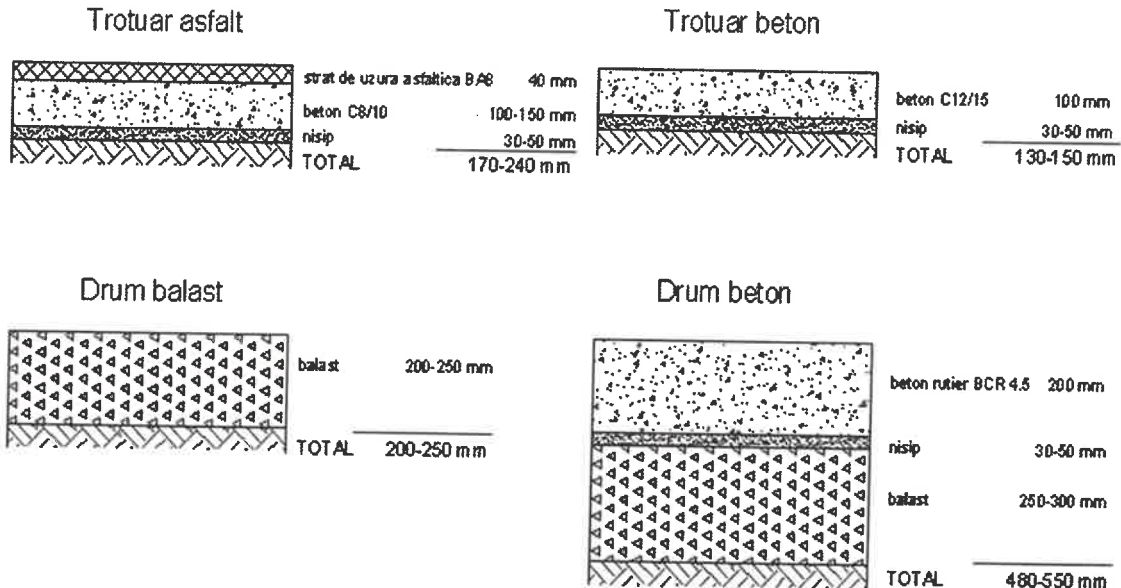 Trotuar asfalt
strat de uzura asfaltica BA8 40 mm
beton C8/10 100-150 mm
nisip 30-50 mm
TOTAL 170-240 mm
Trotuar beton
beton C12/15 100 mm
nisip 30-50 mm
TOTAL 130-150 mm
Drum balast
balast 200-250 mm
TOTAL 200-250 mm
Drum beton
beton rutier BCR 4.5 200 mm
nisip 30-50 mm
balast 250-300 mm
TOTAL 480-550 mm